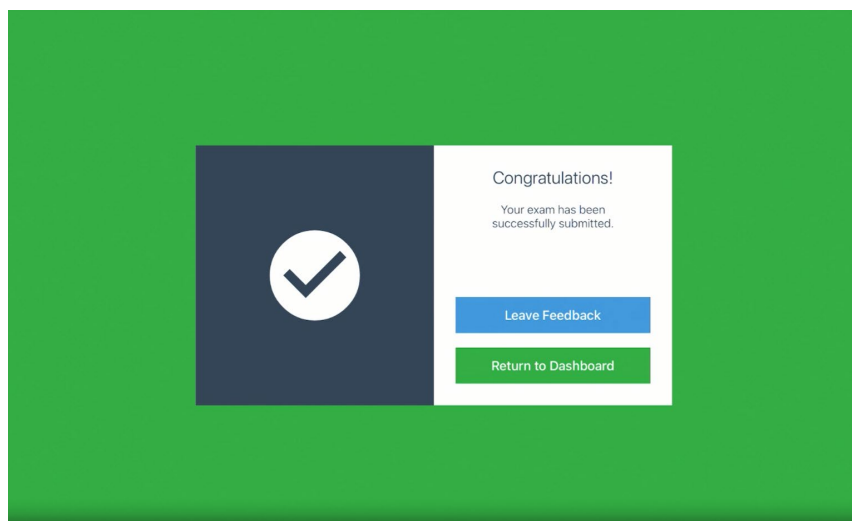 Congratulations!
Your exam has been
successfully submitted.
Leave Feedback
Return to Dashboard